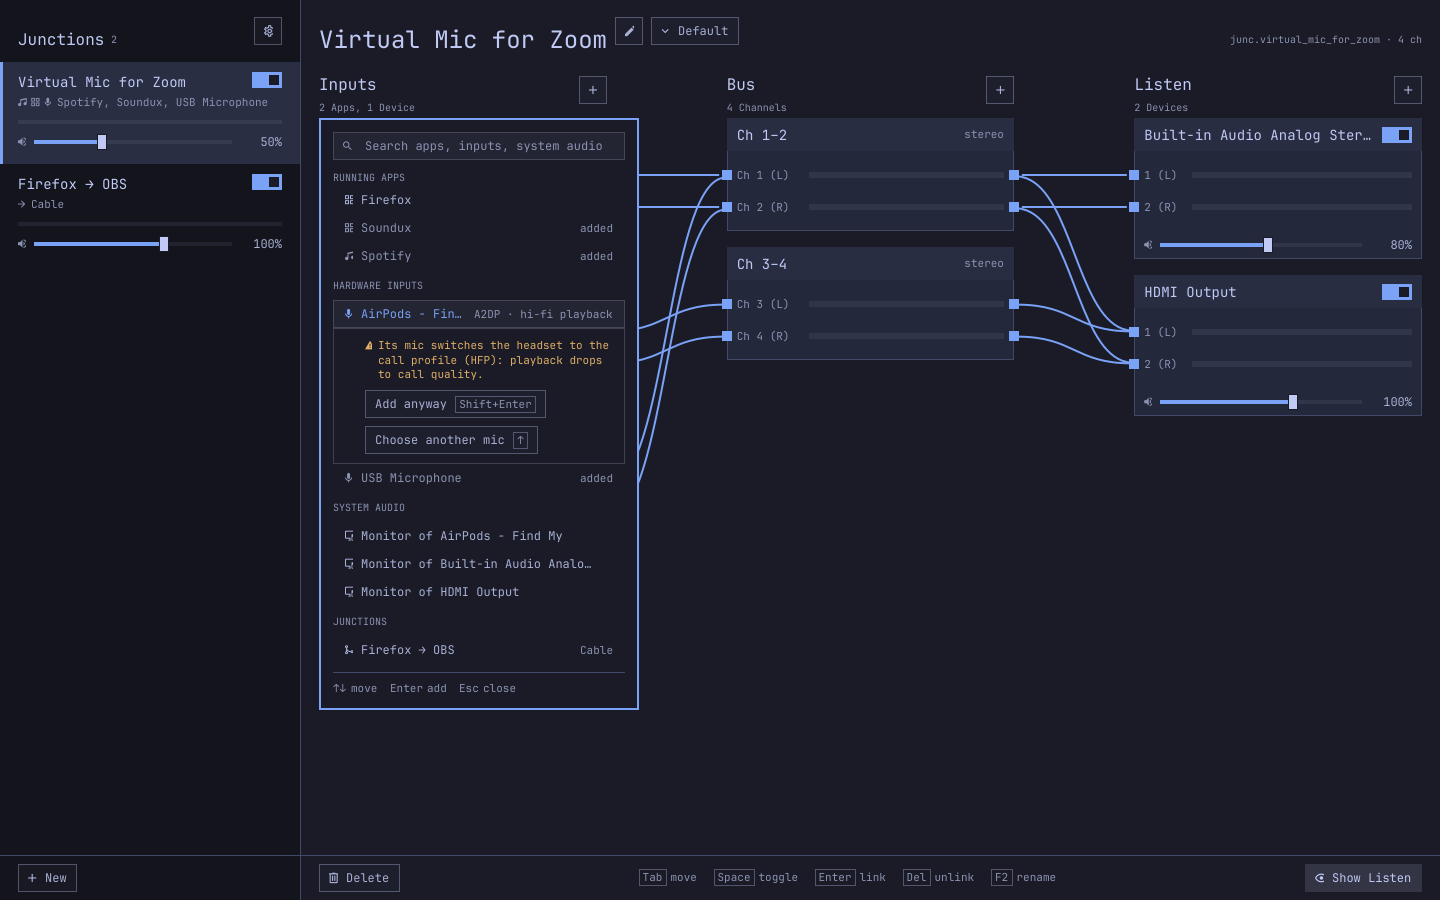 Junctions 2
Virtual Mic for Zoom
Spotify, Soundux, USB Microphone
50%
Firefox → OBS
→ Cable
100%
+ New
Virtual Mic for Zoom
Default
junc.virtual_mic_for_zoom · 4 ch
Inputs
+
2 Apps, 1 Device
Search apps, inputs, system audio
RUNNING APPS
Firefox
Soundux added
Spotify added
HARDWARE INPUTS
AirPods - Fin… A2DP · hi-fi playback
Its mic switches the headset to the
call profile (HFP): playback drops
to call quality.
Add anyway Shift+Enter
Choose another mic ↑
USB Microphone added
SYSTEM AUDIO
Monitor of AirPods - Find My
Monitor of Built-in Audio Analo…
Monitor of HDMI Output
JUNCTIONS
Firefox → OBS Cable
↑↓ move Enter add Esc close
Bus
+
4 Channels
Ch 1–2 stereo
Ch 1 (L)
Ch 2 (R)
Ch 3–4 stereo
Ch 3 (L)
Ch 4 (R)
Listen
+
2 Devices
Built-in Audio Analog Ster…
1 (L)
2 (R)
80%
HDMI Output
1 (L)
2 (R)
100%
Delete
Tab move Space toggle Enter link Del unlink F2 rename
Show Listen